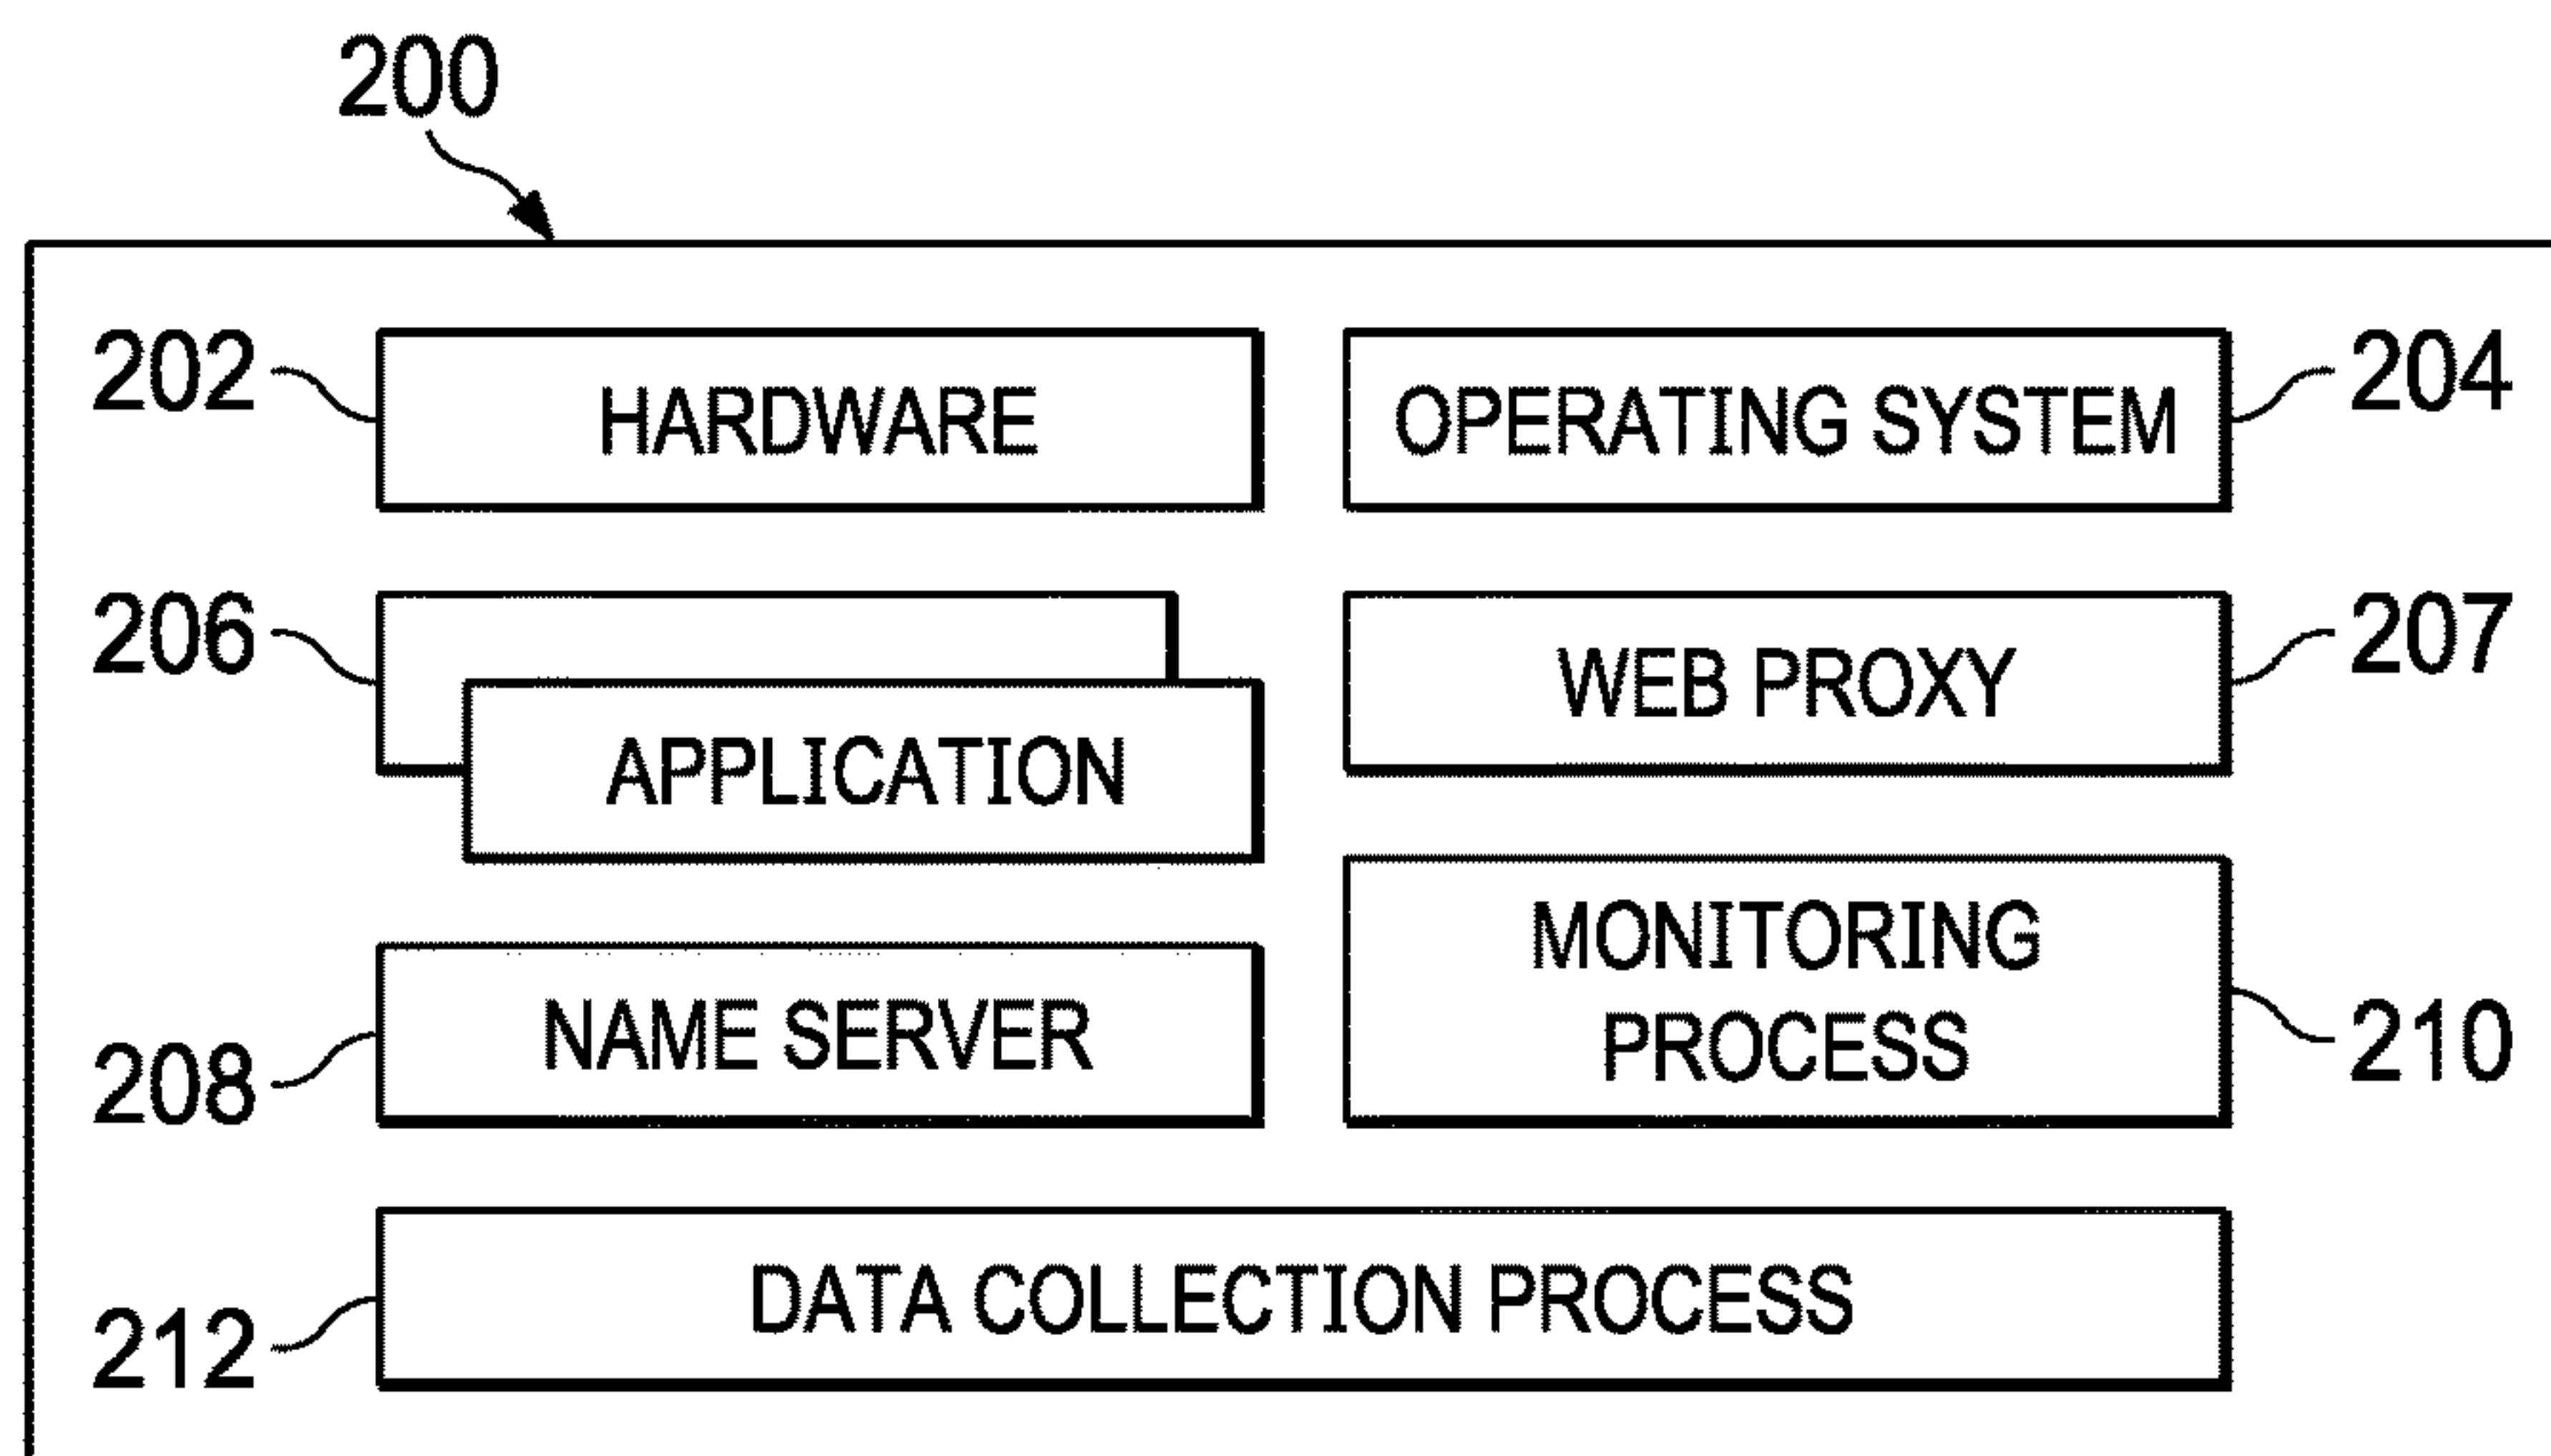 200
202
HARDWARE
OPERATING SYSTEM
204
206
APPLICATION
WEB PROXY
207
208
NAME SERVER
MONITORING
PROCESS
210
212
DATA COLLECTION PROCESS